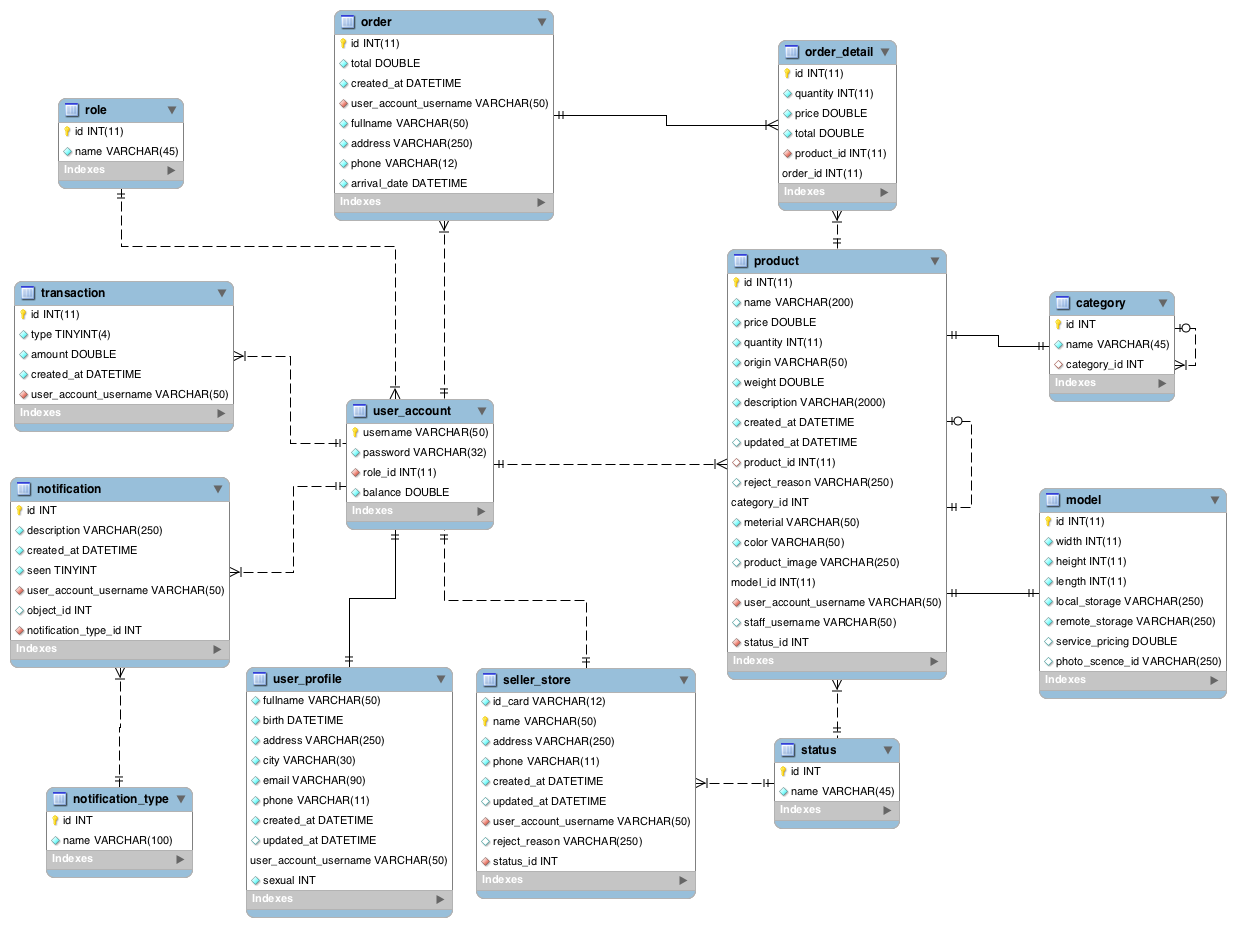 order
id INT(11)
total DOUBLE
created_at DATETIME
user_account_username VARCHAR(50)
fullname VARCHAR(50)
address VARCHAR(250)
phone VARCHAR(12)
arrival_date DATETIME
Indexes
order_detail
id INT(11)
quantity INT(11)
price DOUBLE
total DOUBLE
product_id INT(11)
order_id INT(11)
Indexes
role
id INT(11)
name VARCHAR(45)
Indexes
transaction
id INT(11)
type TINYINT(4)
amount DOUBLE
created_at DATETIME
user_account_username VARCHAR(50)
Indexes
user_account
username VARCHAR(50)
password VARCHAR(32)
role_id INT(11)
balance DOUBLE
Indexes
product
id INT(11)
name VARCHAR(200)
price DOUBLE
quantity INT(11)
origin VARCHAR(50)
weight DOUBLE
description VARCHAR(2000)
created_at DATETIME
updated_at DATETIME
product_id INT(11)
reject_reason VARCHAR(250)
category_id INT
meterial VARCHAR(50)
color VARCHAR(50)
product_image VARCHAR(250)
model_id INT(11)
user_account_username VARCHAR(50)
staff_username VARCHAR(50)
status_id INT
Indexes
category
id INT
name VARCHAR(45)
category_id INT
Indexes
notification
id INT
description VARCHAR(250)
created_at DATETIME
seen TINYINT
user_account_username VARCHAR(50)
object_id INT
notification_type_id INT
Indexes
model
id INT(11)
width INT(11)
height INT(11)
length INT(11)
local_storage VARCHAR(250)
remote_storage VARCHAR(250)
service_pricing DOUBLE
photo_scence_id VARCHAR(250)
Indexes
user_profile
fullname VARCHAR(50)
birth DATETIME
address VARCHAR(250)
city VARCHAR(30)
email VARCHAR(90)
phone VARCHAR(11)
created_at DATETIME
updated_at DATETIME
user_account_username VARCHAR(50)
sexual INT
Indexes
seller_store
id_card VARCHAR(12)
name VARCHAR(50)
address VARCHAR(250)
phone VARCHAR(11)
created_at DATETIME
updated_at DATETIME
user_account_username VARCHAR(50)
reject_reason VARCHAR(250)
status_id INT
Indexes
status
id INT
name VARCHAR(45)
Indexes
notification_type
id INT
name VARCHAR(100)
Indexes